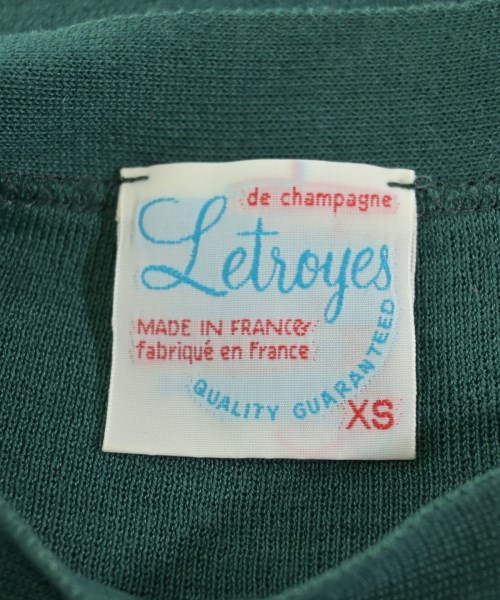 de champagne
Letroyes
MADE IN FRANCE
fabriqué en France
QUALITY GUARANTEED
XS